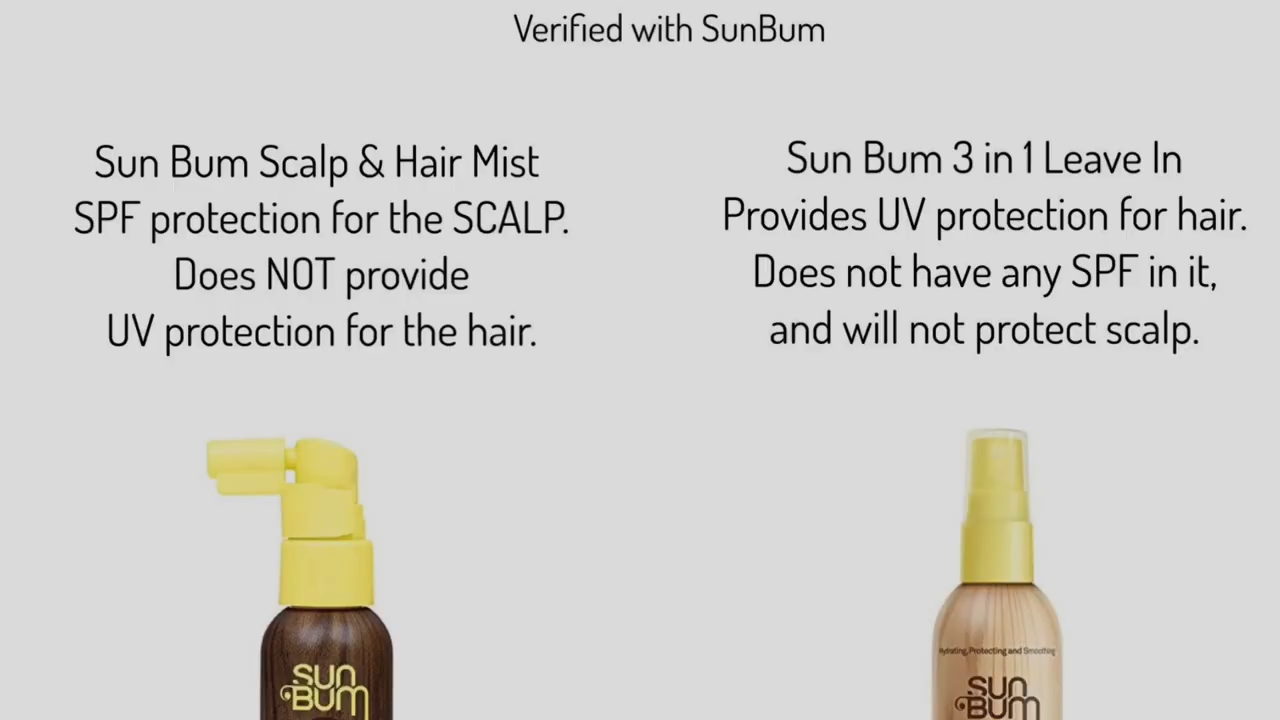 Verified with SunBum
Sun Bum Scalp & Hair Mist
SPF protection for the SCALP.
Does NOT provide
UV protection for the hair.
Sun Bum 3 in 1 Leave In
Provides UV protection for hair.
Does not have any SPF in it,
and will not protect scalp.
SUN
BUM
Hydrating, Protecting and Smoothing
SUN
BUM